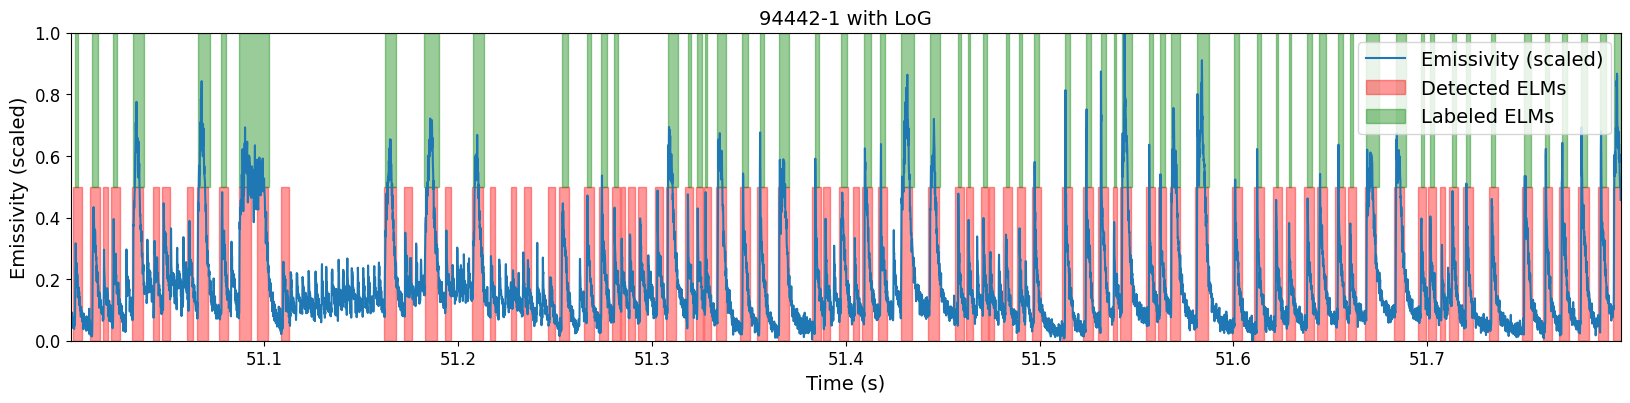 94442-1 with LoG
Emissivity (scaled)
1.0
0.8
0.6
0.4
0.2
0.0
Emissivity (scaled)
Detected ELMs
Labeled ELMs
51.1 51.2 51.3 51.4 51.5 51.6 51.7
Time (s)